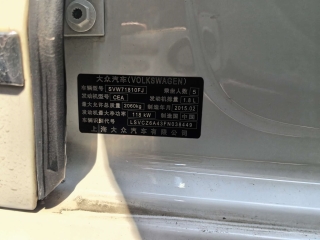 大众汽车(VOLKSWAGEN)
车辆型号 SVW71810FJ 乘坐人数 5
发动机型号 CEA 发动机排量 1.8L
最大允许总质量 2060kg 制造年月 2015.03
发动机最大净功率 118 kW 制造国 中国
车辆识别代号
上海大众汽车有限公司